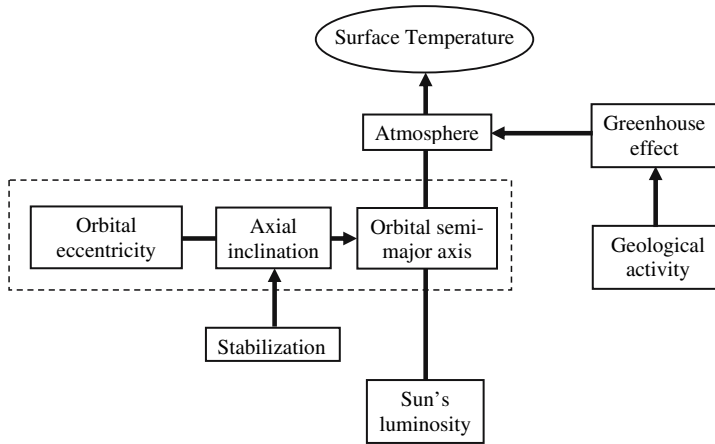 Surface Temperature
Atmosphere
Greenhouse
effect
Orbital
eccentricity
Axial
inclination
Orbital semi-
major axis
Geological
activity
Stabilization
Sun's
luminosity